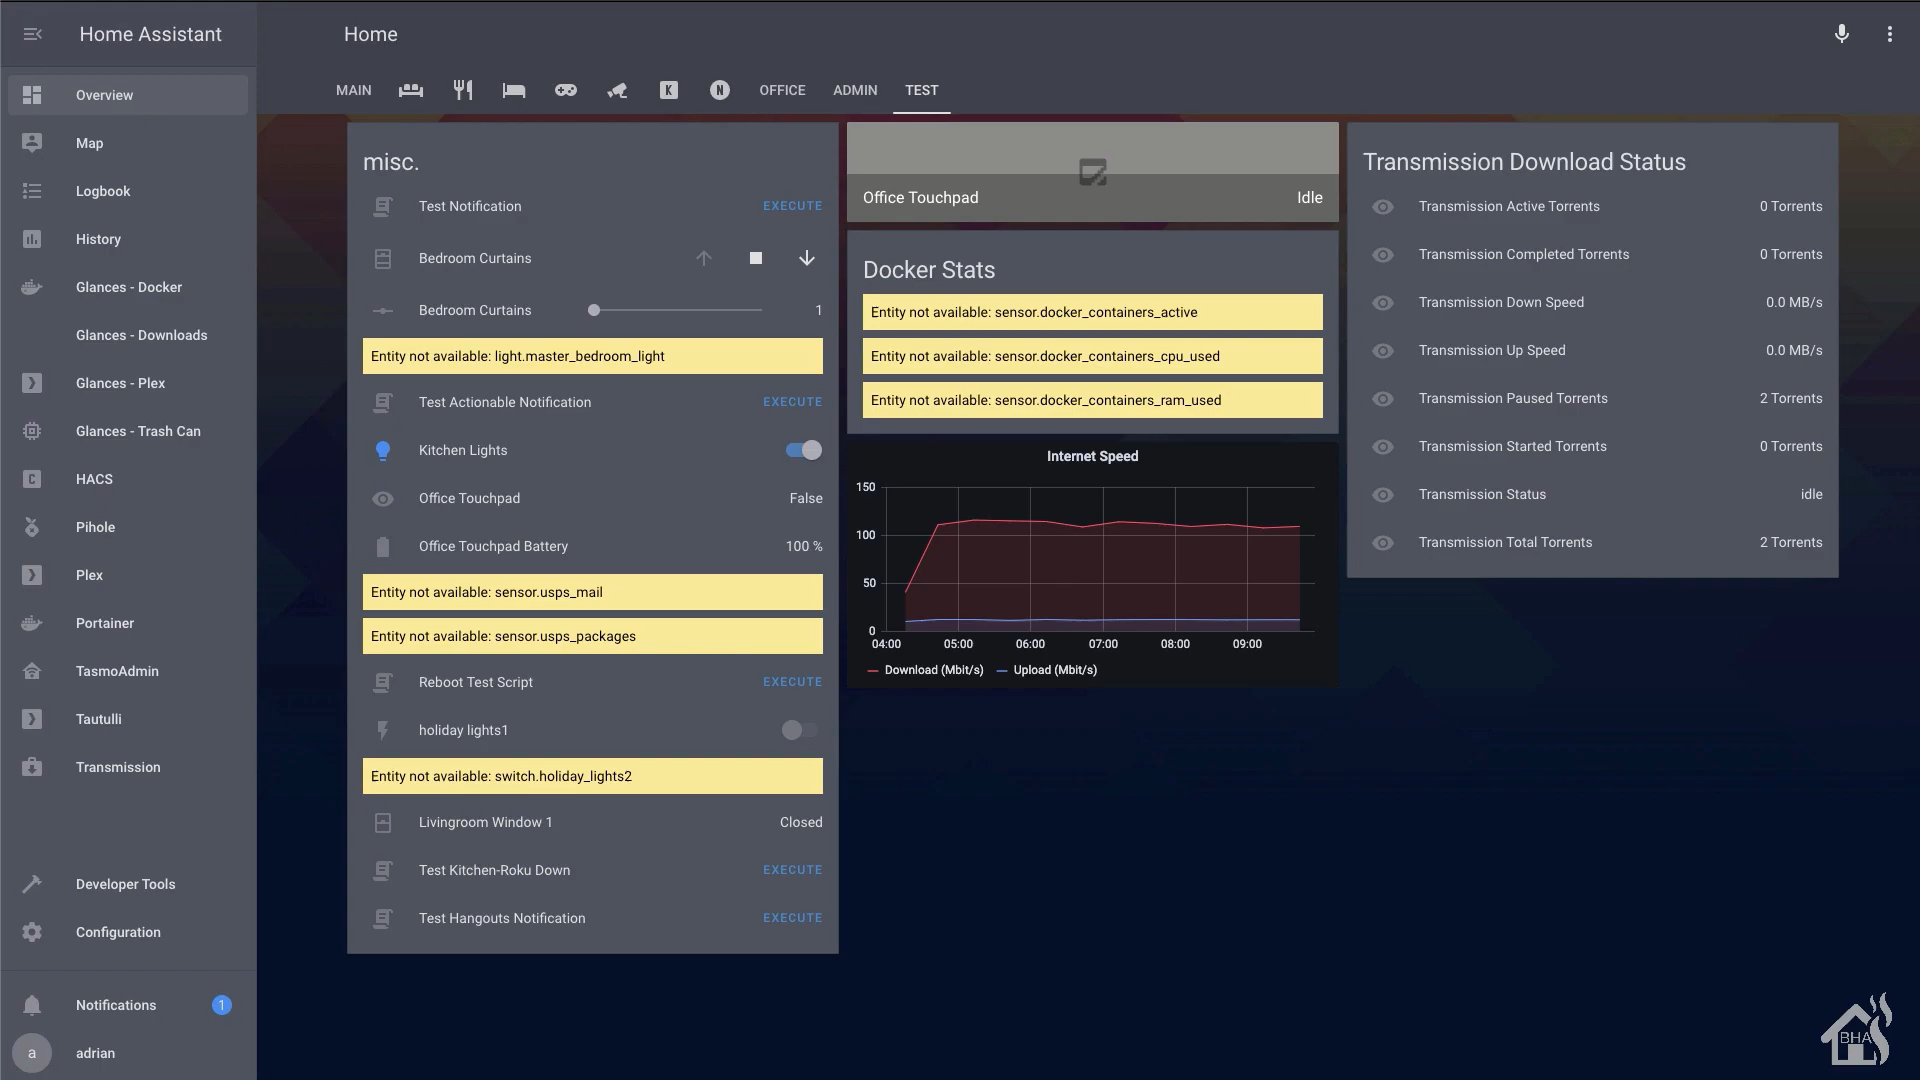 Home Assistant
Home
MAIN
K
N
OFFICE
ADMIN
TEST
Overview
Map
Logbook
History
Glances - Docker
Glances - Downloads
Glances - Plex
Glances - Trash Can
C
HACS
Pihole
Plex
Portainer
TasmoAdmin
Tautulli
Transmission
Developer Tools
Configuration
Notifications 1
a adrian
misc.
Test Notification EXECUTE
Bedroom Curtains
Bedroom Curtains 1
Entity not available: light.master_bedroom_light
Test Actionable Notification EXECUTE
Kitchen Lights
Office Touchpad False
Office Touchpad Battery 100 %
Entity not available: sensor.usps_mail
Entity not available: sensor.usps_packages
Reboot Test Script EXECUTE
holiday lights1
Entity not available: switch.holiday_lights2
Livingroom Window 1 Closed
Test Kitchen-Roku Down EXECUTE
Test Hangouts Notification EXECUTE
Office Touchpad Idle
Docker Stats
Entity not available: sensor.docker_containers_active
Entity not available: sensor.docker_containers_cpu_used
Entity not available: sensor.docker_containers_ram_used
Internet Speed
150
100
50
0
04:00 05:00 06:00 07:00 08:00 09:00
Download (Mbit/s) Upload (Mbit/s)
Transmission Download Status
Transmission Active Torrents 0 Torrents
Transmission Completed Torrents 0 Torrents
Transmission Down Speed 0.0 MB/s
Transmission Up Speed 0.0 MB/s
Transmission Paused Torrents 2 Torrents
Transmission Started Torrents 0 Torrents
Transmission Status idle
Transmission Total Torrents 2 Torrents
BHA